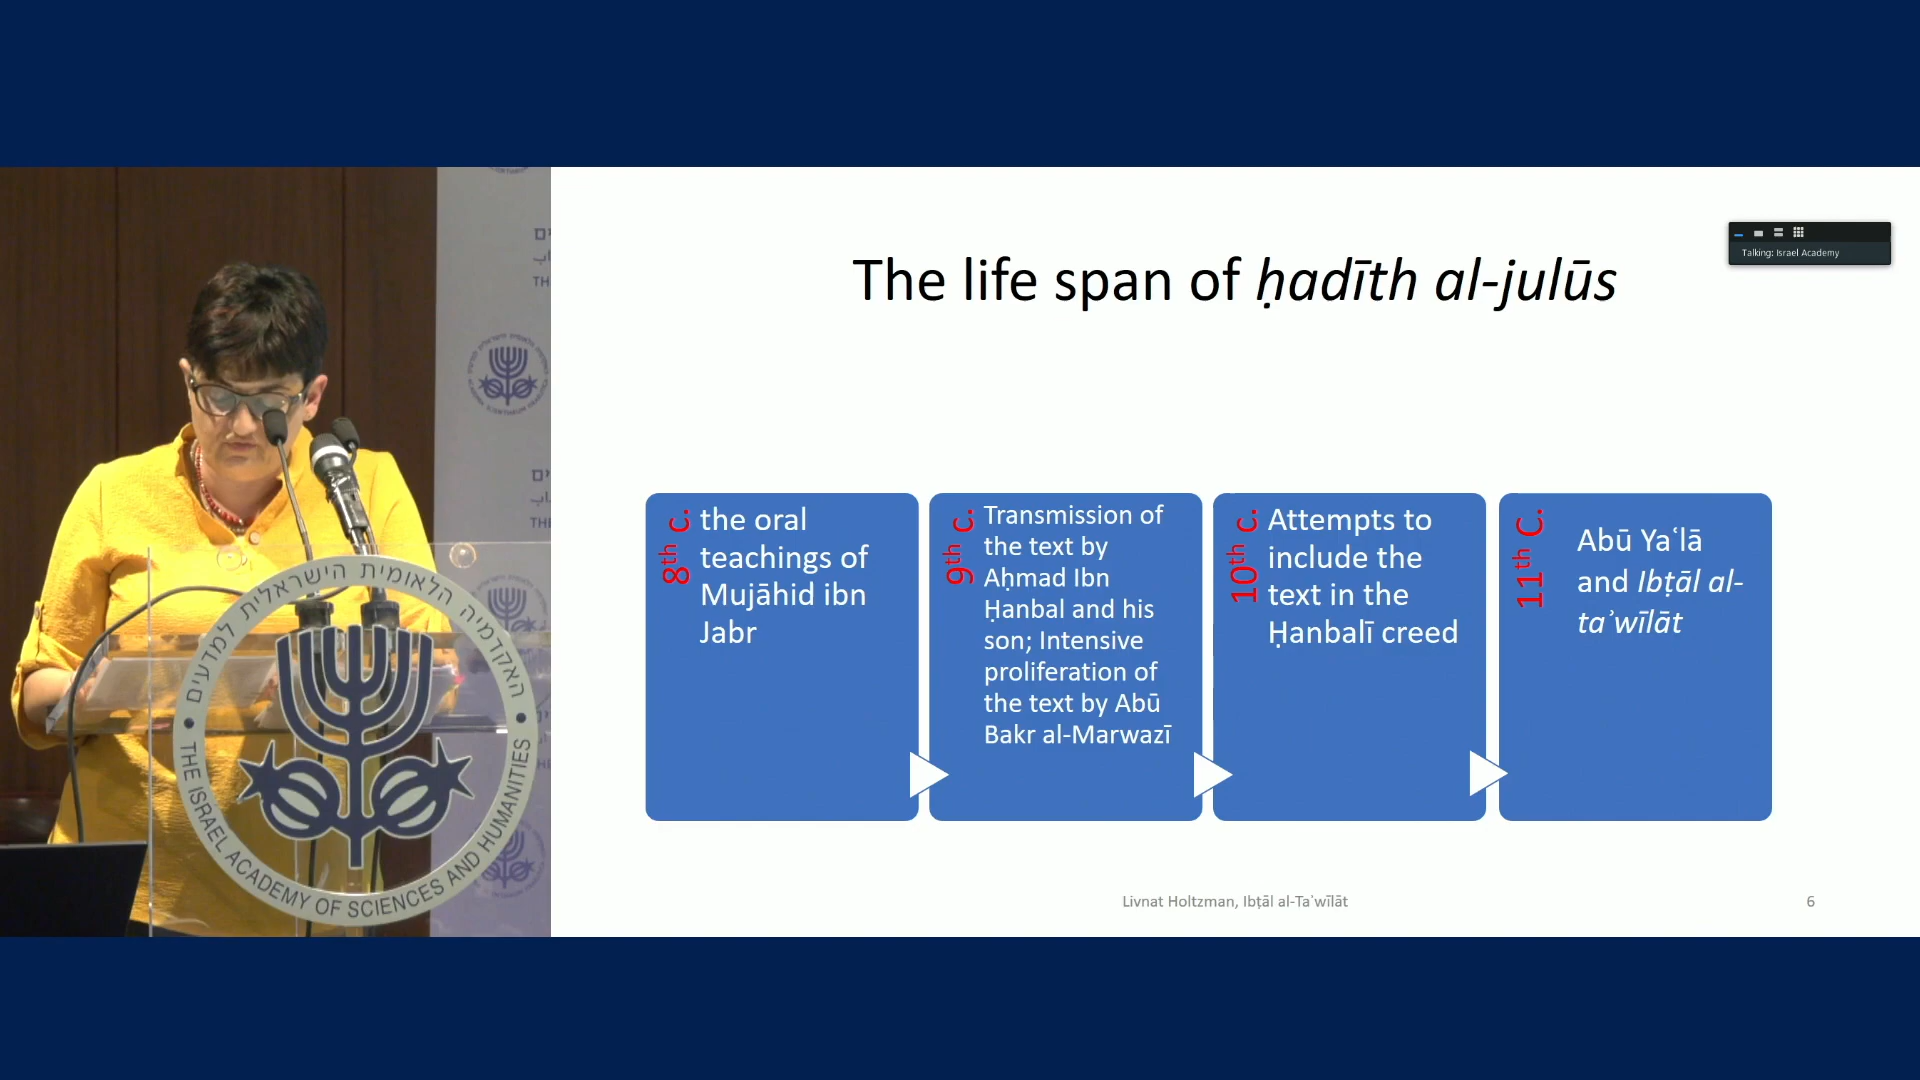 The life span of ḥadīth al-julūs
Talking: Israel Academy
8th c.
the oral
teachings of
Mujāhid ibn
Jabr
9th c.
Transmission of
the text by
Aḥmad Ibn
Ḥanbal and his
son; Intensive
proliferation of
the text by Abū
Bakr al-Marwazī
10th c.
Attempts to
include the
text in the
Ḥanbalī creed
11th C.
Abū Yaʿlā
and Ibṭāl al-
taʾwīlāt
Livnat Holtzman, Ibṭāl al-Taʾwīlāt
6
האקדמיה הלאומית הישראלית למדעים
THE ISRAEL ACADEMY OF SCIENCES AND HUMANITIES